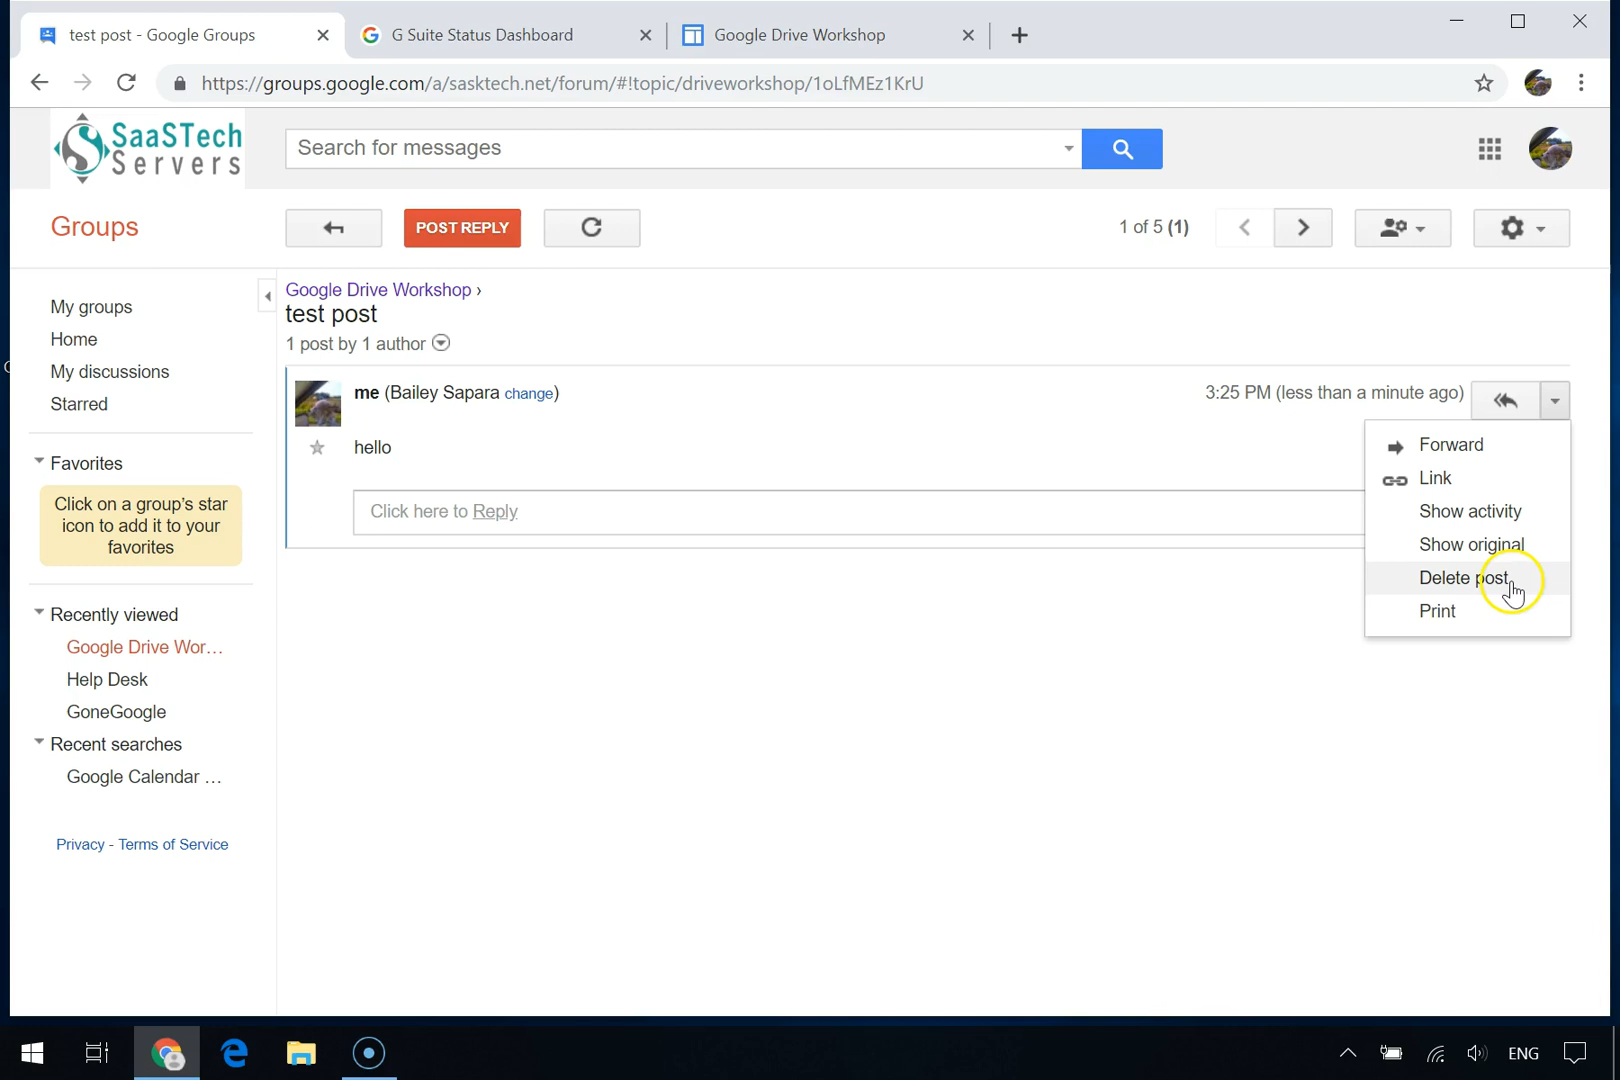 test post - Google Groups
G Suite Status Dashboard
Google Drive Workshop
https://groups.google.com/a/sasktech.net/forum/#!topic/driveworkshop/1oLfMEz1KrU
SaaSTech
Servers
Search for messages
Groups
POST REPLY
1 of 5 (1)
My groups
Home
My discussions
Starred
Favorites
Click on a group's star
icon to add it to your
favorites
Recently viewed
Google Drive Wor...
Help Desk
GoneGoogle
Recent searches
Google Calendar ...
Privacy - Terms of Service
Google Drive Workshop ›
test post
1 post by 1 author
me (Bailey Sapara change)
3:25 PM (less than a minute ago)
hello
Click here to Reply
Forward
Link
Show activity
Show original
Delete post
Print
ENG